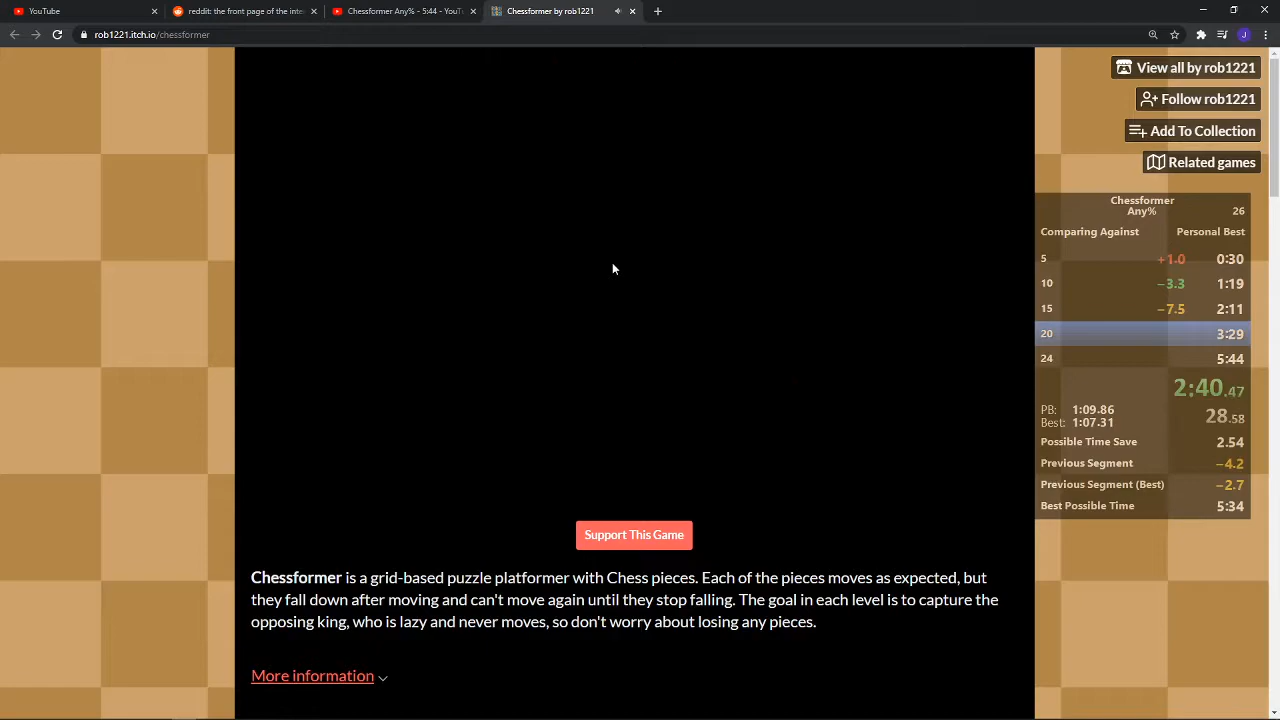 YouTube
reddit: the front page of the inte
Chessformer Any% - 5:44 - YouT
Chessformer by rob1221
rob1221.itch.io/chessformer
J
View all by rob1221
Follow rob1221
Add To Collection
Related games
Chessformer
Any% 26
Comparing Against Personal Best
5 +1.0 0:30
10 −3.3 1:19
15 −7.5 2:11
20 3:29
24 5:44
2:40.47
PB: 1:09.86
Best: 1:07.31
28.58
Possible Time Save 2.54
Previous Segment −4.2
Previous Segment (Best) −2.7
Best Possible Time 5:34
Support This Game
Chessformer is a grid-based puzzle platformer with Chess pieces. Each of the pieces moves as expected, but
they fall down after moving and can't move again until they stop falling. The goal in each level is to capture the
opposing king, who is lazy and never moves, so don't worry about losing any pieces.
More information